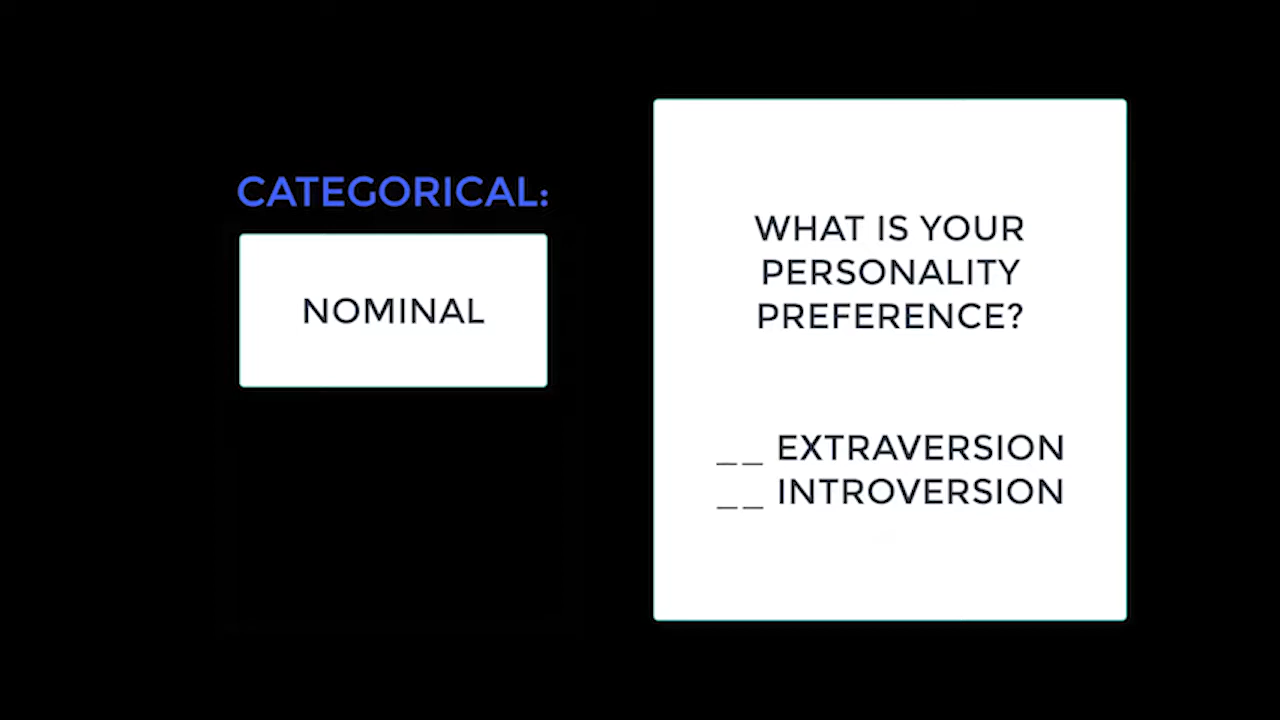 CATEGORICAL:
NOMINAL
WHAT IS YOUR
PERSONALITY
PREFERENCE?
__ EXTRAVERSION
__ INTROVERSION